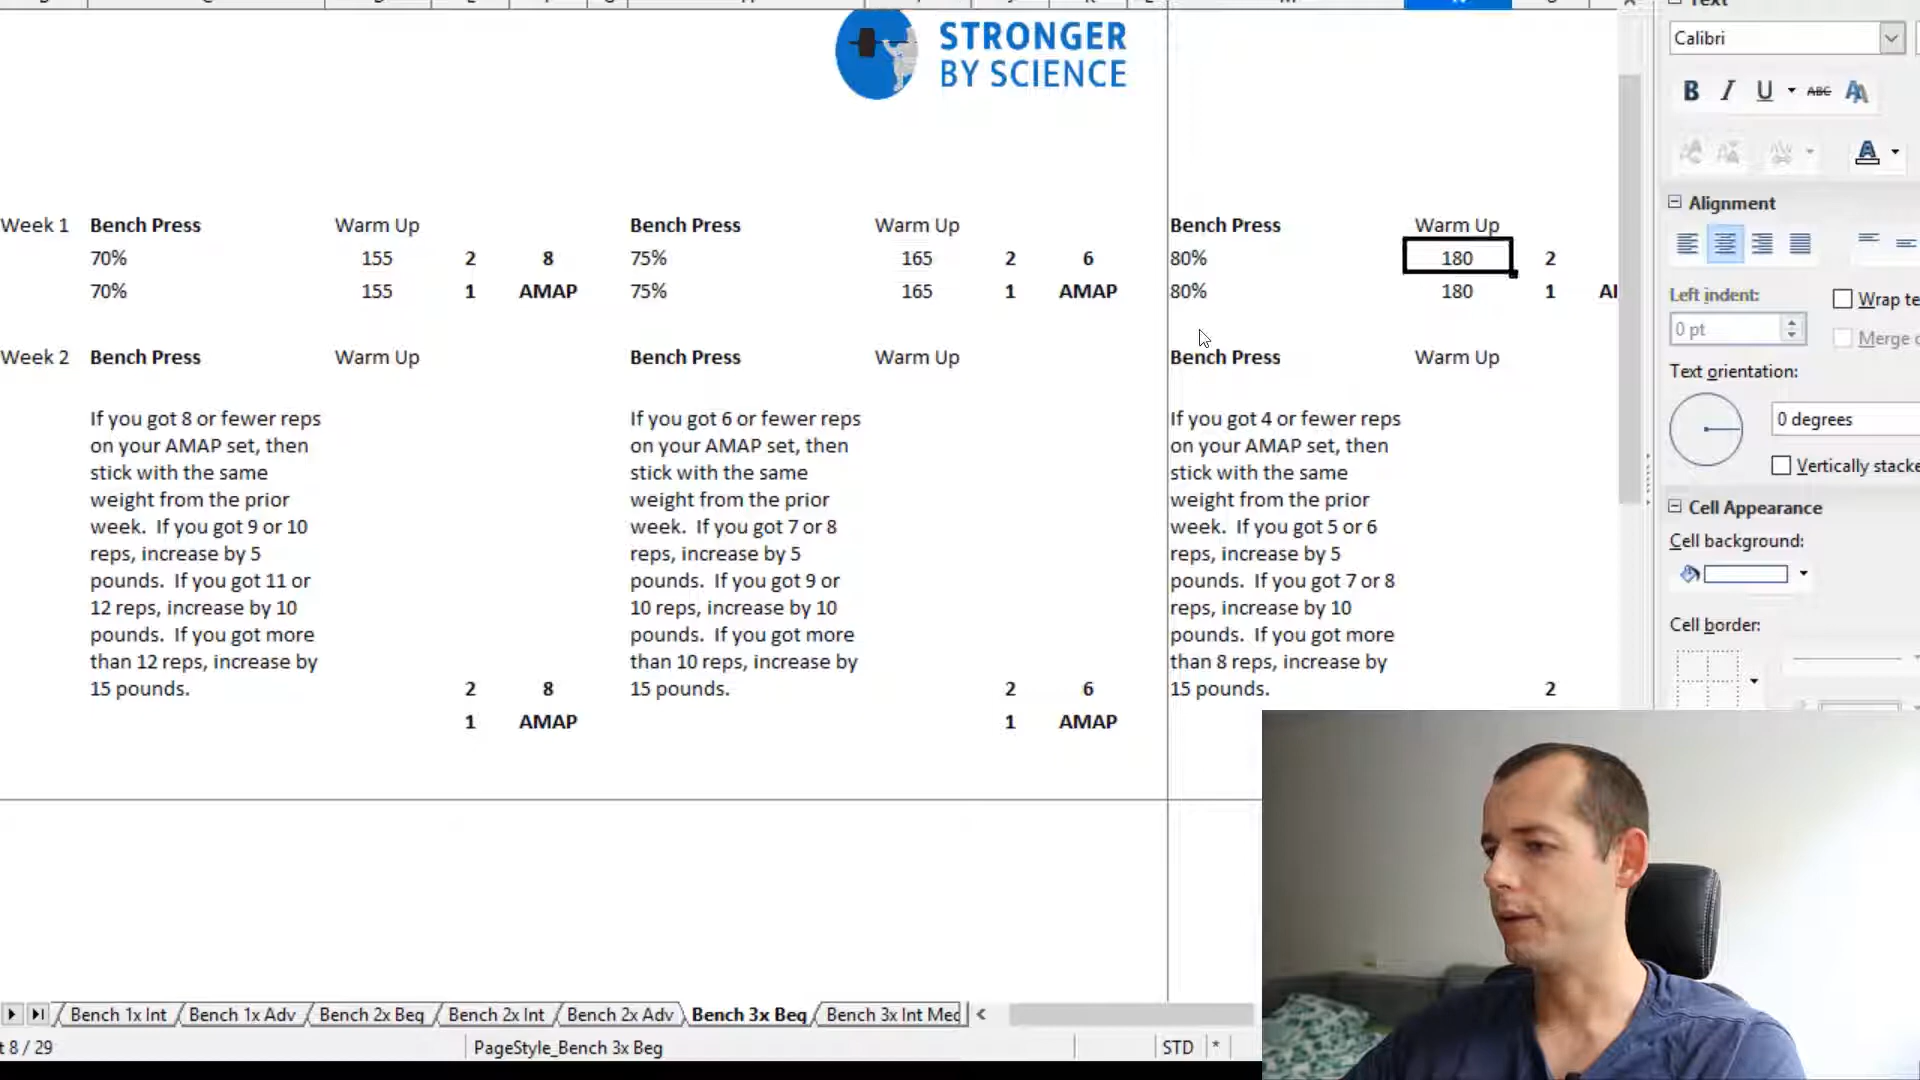 Text
Calibri
STRONGER
BY SCIENCE
B I U ABC
Alignment
Week 1 Bench Press Warm Up Bench Press Warm Up Bench Press Warm Up
70% 155 2 8 75% 165 2 6 80% 180 2
70% 155 1 AMAP 75% 165 1 AMAP 80% 180 1
Left indent:
Wrap te
0 pt
Merge c
Week 2 Bench Press Warm Up Bench Press Warm Up Bench Press Warm Up
Text orientation:
0 degrees
Vertically stacke
If you got 8 or fewer reps
on your AMAP set, then
stick with the same
weight from the prior
week. If you got 9 or 10
reps, increase by 5
pounds. If you got 11 or
12 reps, increase by 10
pounds. If you got more
than 12 reps, increase by
15 pounds.
2 8
1 AMAP
If you got 6 or fewer reps
on your AMAP set, then
stick with the same
weight from the prior
week. If you got 7 or 8
reps, increase by 5
pounds. If you got 9 or
10 reps, increase by 10
pounds. If you got more
than 10 reps, increase by
15 pounds.
2 6
1 AMAP
If you got 4 or fewer reps
on your AMAP set, then
stick with the same
weight from the prior
week. If you got 5 or 6
reps, increase by 5
pounds. If you got 7 or 8
reps, increase by 10
pounds. If you got more
than 8 reps, increase by
15 pounds.
2
Cell Appearance
Cell background:
Cell border:
Bench 1x Int Bench 1x Adv Bench 2x Beq Bench 2x Int Bench 2x Adv Bench 3x Beq Bench 3x Int Med
t 8 / 29 PageStyle_Bench 3x Beg STD *